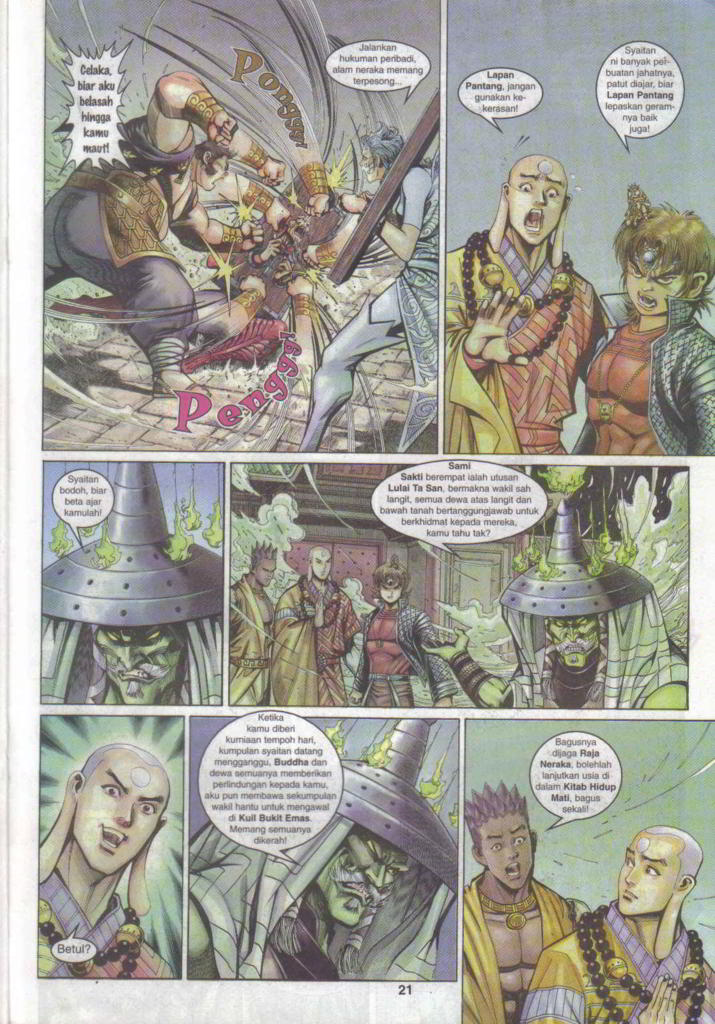 Celaka,
biar aku
belasah
hingga
kamu
maut!
Ponggg!
Jalankan
hukuman peribadi,
alam neraka memang
terpesong...
Pengggg!
Lapan
Pantang, jangan
gunakan ke-
kerasan!
Syaitan
ni banyak per-
buatan jahatnya,
patut diajar, biar
Lapan Pantang
lepaskan geram-
nya baik
juga!
Syaitan
bodoh, biar
beta ajar
kamulah!
Sami
Sakti berempat ialah utusan
Lulai Ta San, bermakna wakil sah
langit, semua dewa atas langit dan
bawah tanah bertanggungjawab untuk
berkhidmat kepada mereka,
kamu tahu tak?
Betul?
Ketika
kamu diberi
kurniaan tempoh hari,
kumpulan syaitan datang
mengganggu, Buddha dan
dewa semuanya memberikan
perlindungan kepada kamu,
aku pun membawa sekumpulan
wakil hantu untuk mengawal
di Kuil Bukit Emas.
Memang semuanya
dikerah!
Bagusnya
dijaga Raja
Neraka, bolehlah
lanjutkan usia di
dalam Kitab Hidup
Mati, bagus
sekali!
21